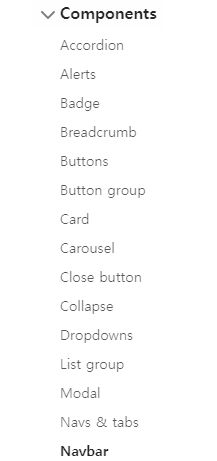 Components
Accordion
Alerts
Badge
Breadcrumb
Buttons
Button group
Card
Carousel
Close button
Collapse
Dropdowns
List group
Modal
Navs & tabs
Navbar